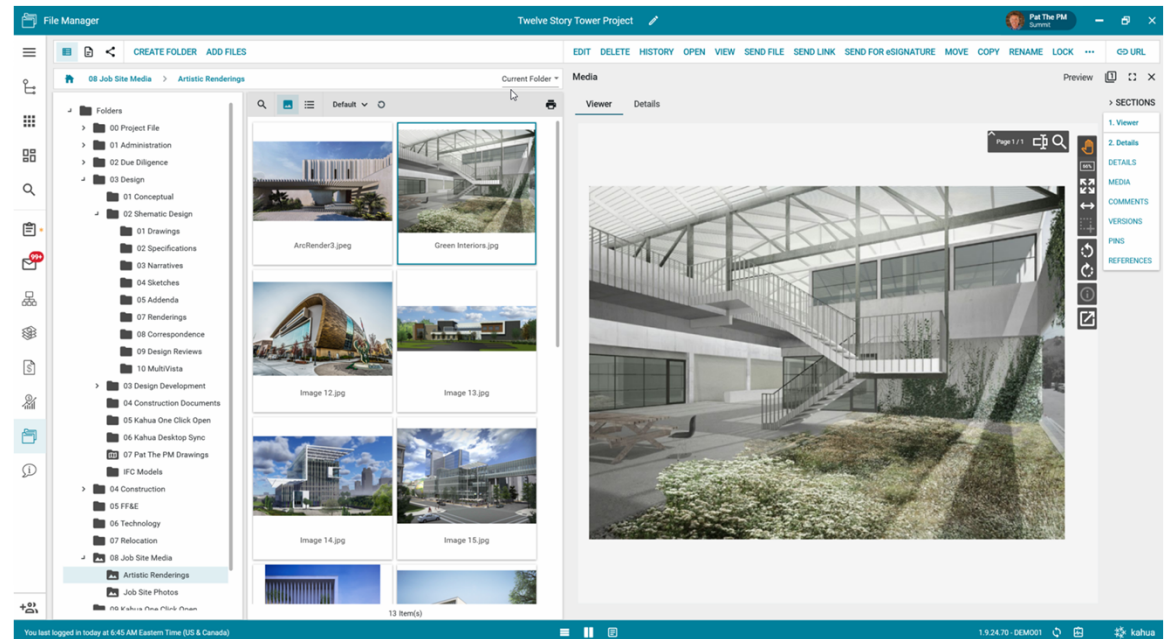 File Manager
Twelve Story Tower Project
Pat The PM
Summit
CREATE FOLDER ADD FILES
EDIT DELETE HISTORY OPEN VIEW SEND FILE SEND LINK SEND FOR eSIGNATURE MOVE COPY RENAME LOCK ••• URL
08 Job Site Media > Artistic Renderings
Current Folder
Media
Preview
1
Folders
00 Project File
01 Administration
02 Due Diligence
03 Design
01 Conceptual
02 Shematic Design
01 Drawings
02 Specifications
03 Narratives
04 Sketches
05 Addenda
07 Renderings
08 Correspondence
09 Design Reviews
10 MultiVista
03 Design Development
04 Construction Documents
05 Kahua One Click Open
06 Kahua Desktop Sync
07 Pat The PM Drawings
IFC Models
04 Construction
05 FF&E
06 Technology
07 Relocation
08 Job Site Media
Artistic Renderings
Job Site Photos
09 Kahua One Click Open
99+
Default
ArcRender3.jpeg
Green Interiors.jpg
Image 12.jpg
Image 13.jpg
Image 14.jpg
Image 15.jpg
13 Item(s)
Viewer Details
Page 1 / 1
> SECTIONS
1. Viewer
2. Details
DETAILS
MEDIA
COMMENTS
VERSIONS
PINS
REFERENCES
You last logged in today at 6:45 AM Eastern Time (US & Canada)
1.9.24.70 - DEMO01
kahua